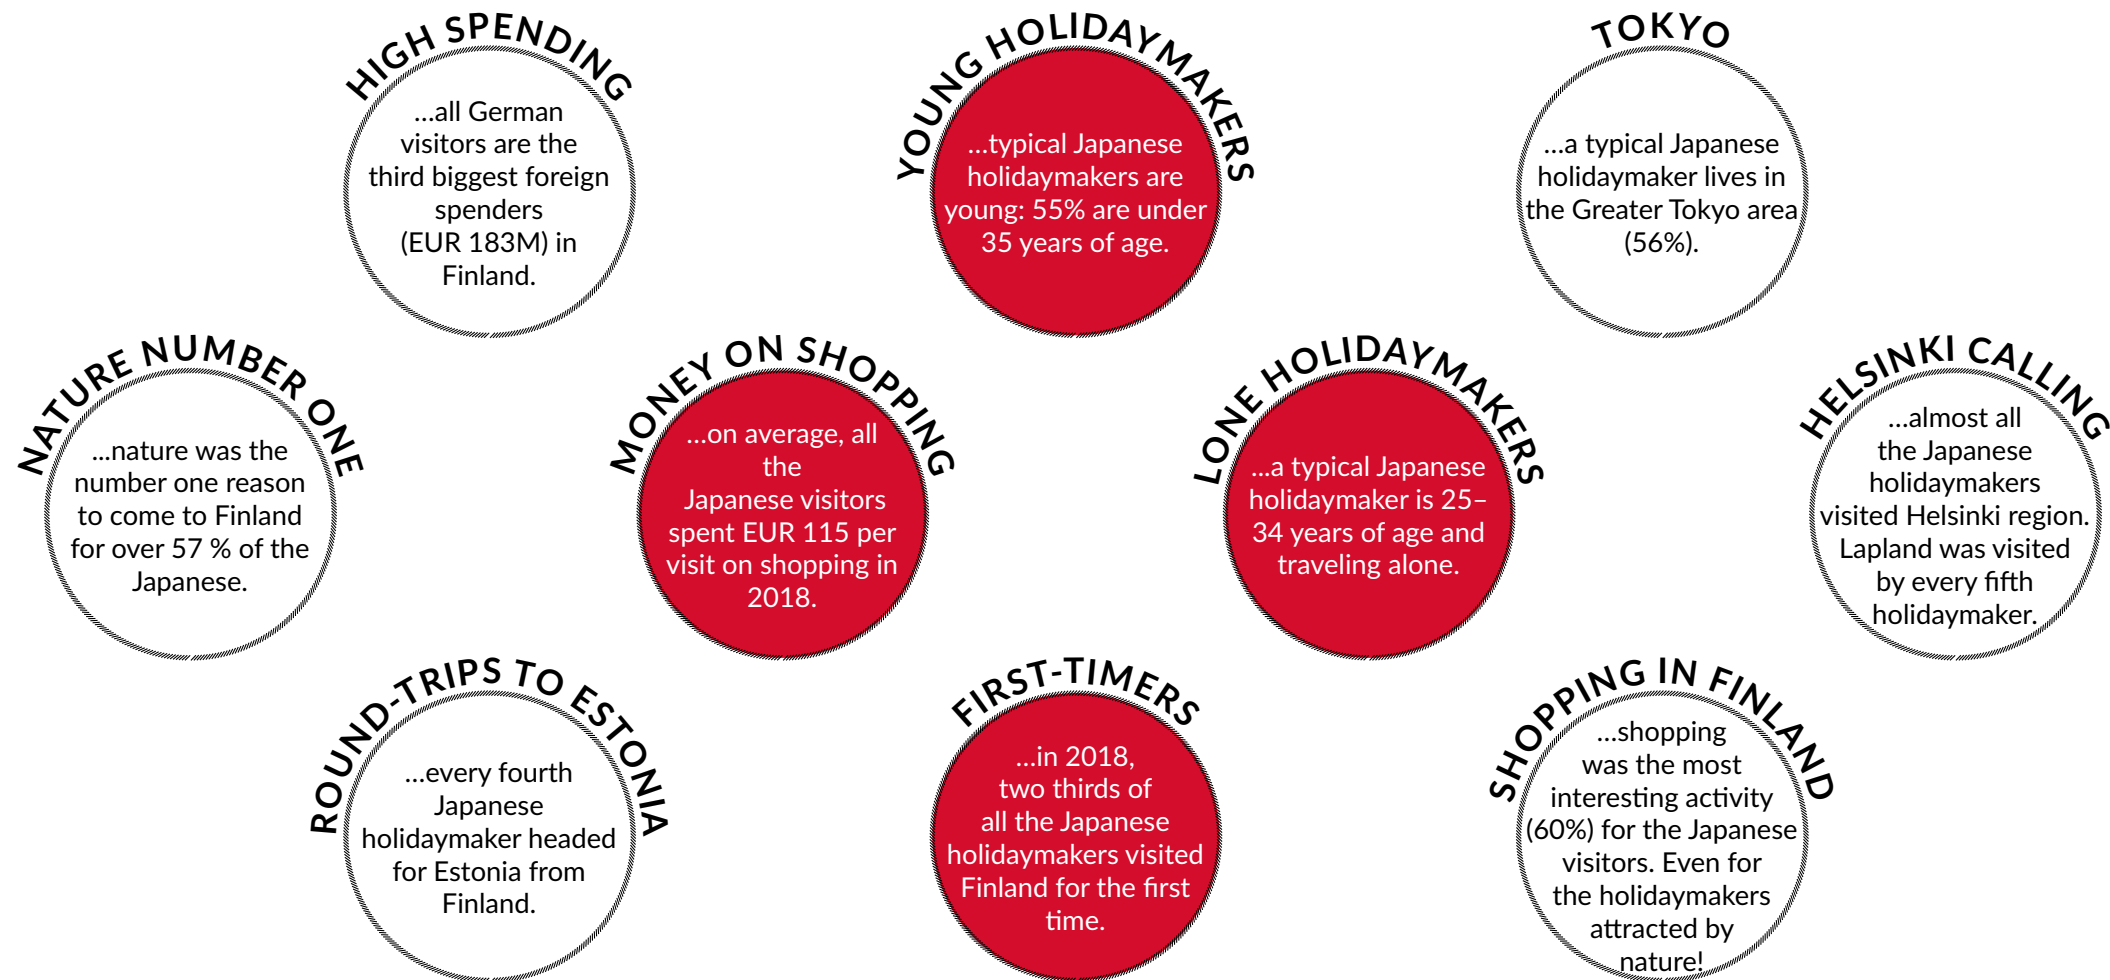 HIGH SPENDING
...all German
visitors are the
third biggest foreign
spenders
(EUR 183M) in
Finland.
YOUNG HOLIDAYMAKERS
...typical Japanese
holidaymakers are
young: 55% are under
35 years of age.
TOKYO
...a typical Japanese
holidaymaker lives in
the Greater Tokyo area
(56%).
NATURE NUMBER ONE
...nature was the
number one reason
to come to Finland
for over 57 % of the
Japanese.
MONEY ON SHOPPING
...on average, all
the
Japanese visitors
spent EUR 115 per
visit on shopping in
2018.
LONE HOLIDAYMAKERS
...a typical Japanese
holidaymaker is 25–
34 years of age and
traveling alone.
HELSINKI CALLING
...almost all
the Japanese
holidaymakers
visited Helsinki region.
Lapland was visited
by every fifth
holidaymaker.
ROUND-TRIPS TO ESTONIA
...every fourth
Japanese
holidaymaker headed
for Estonia from
Finland.
FIRST-TIMERS
...in 2018,
two thirds of
all the Japanese
holidaymakers visited
Finland for the first
time.
SHOPPING IN FINLAND
...shopping
was the most
interesting activity
(60%) for the Japanese
visitors. Even for
the holidaymakers
attracted by
nature!